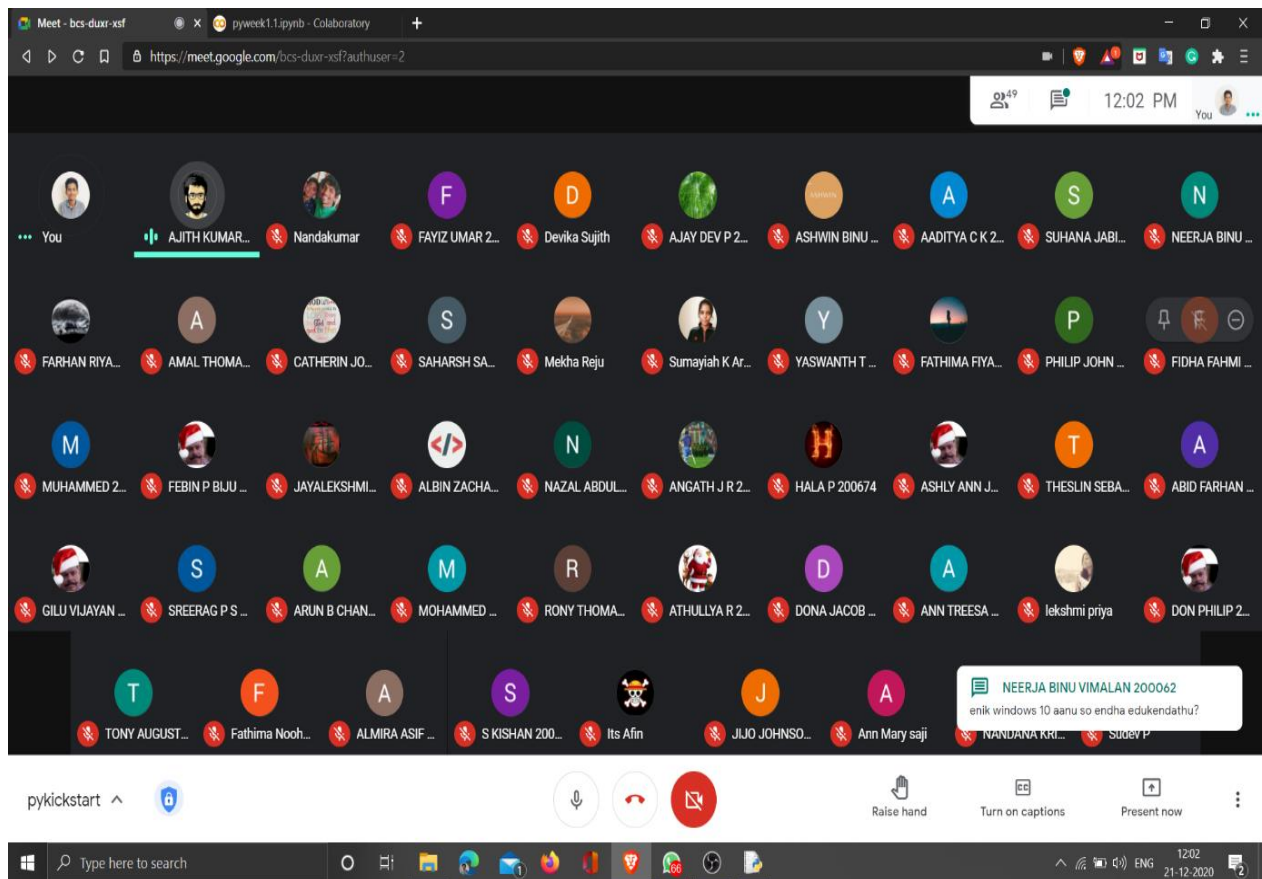 Meet - bcs-duxr-xsf
pyweek1.1.ipynb - Colaboratory
https://meet.google.com/bcs-duxr-xsf?authuser=2
49
12:02 PM
You
You
AJITH KUMAR...
Nandakumar
F
FAYIZ UMAR 2...
D
Devika Sujith
AJAY DEV P 2...
ASHWIN BINU ...
A
AADITYA C K 2...
S
SUHANA JABI...
N
NEERJA BINU ...
FARHAN RIYA...
A
AMAL THOMA...
CATHERIN JO...
S
SAHARSH SA...
Mekha Reju
Sumayiah K Ar...
Y
YASWANTH T ...
FATHIMA FIYA...
P
PHILIP JOHN ...
FIDHA FAHMI ...
M
MUHAMMED 2...
FEBIN P BIJU ...
JAYALEKSHMI...
</>
ALBIN ZACHA...
N
NAZAL ABDUL...
ANGATH J R 2...
H
HALA P 200674
ASHLY ANN J...
T
THESLIN SEBA...
A
ABID FARHAN ...
GILU VIJAYAN ...
S
SREERAG P S ...
A
ARUN B CHAN...
M
MOHAMMED ...
R
RONY THOMA...
ATHULLYA R 2...
D
DONA JACOB ...
A
ANN TREESA ...
lekshmi priya
DON PHILIP 2...
T
TONY AUGUST...
F
Fathima Nooh...
A
ALMIRA ASIF ...
S
S KISHAN 200...
Its Afin
J
JIJO JOHNSO...
A
Ann Mary saji
NANDANA KRI...
Sudev P
NEERJA BINU VIMALAN 200062
enik windows 10 aanu so endha edukendathu?
pykickstart
Raise hand
CC
Turn on captions
Present now
Type here to search
1
66
ENG
12:02
21-12-2020
2